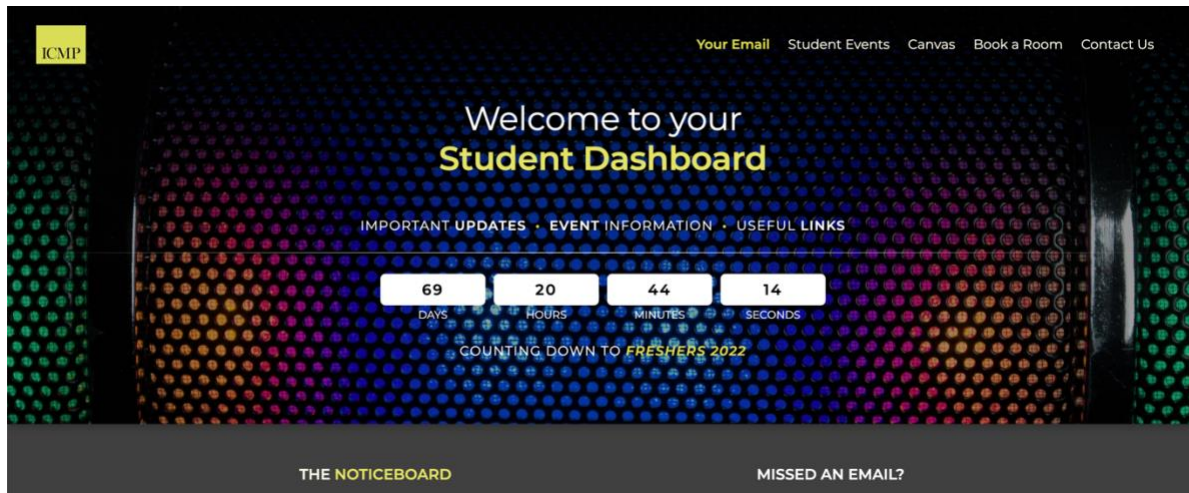 ICMP
Your Email Student Events Canvas Book a Room Contact Us
Welcome to your
Student Dashboard
IMPORTANT UPDATES • EVENT INFORMATION • USEFUL LINKS
69 20 44 14
DAYS HOURS MINUTES SECONDS
COUNTING DOWN TO FRESHERS 2022
THE NOTICEBOARD MISSED AN EMAIL?